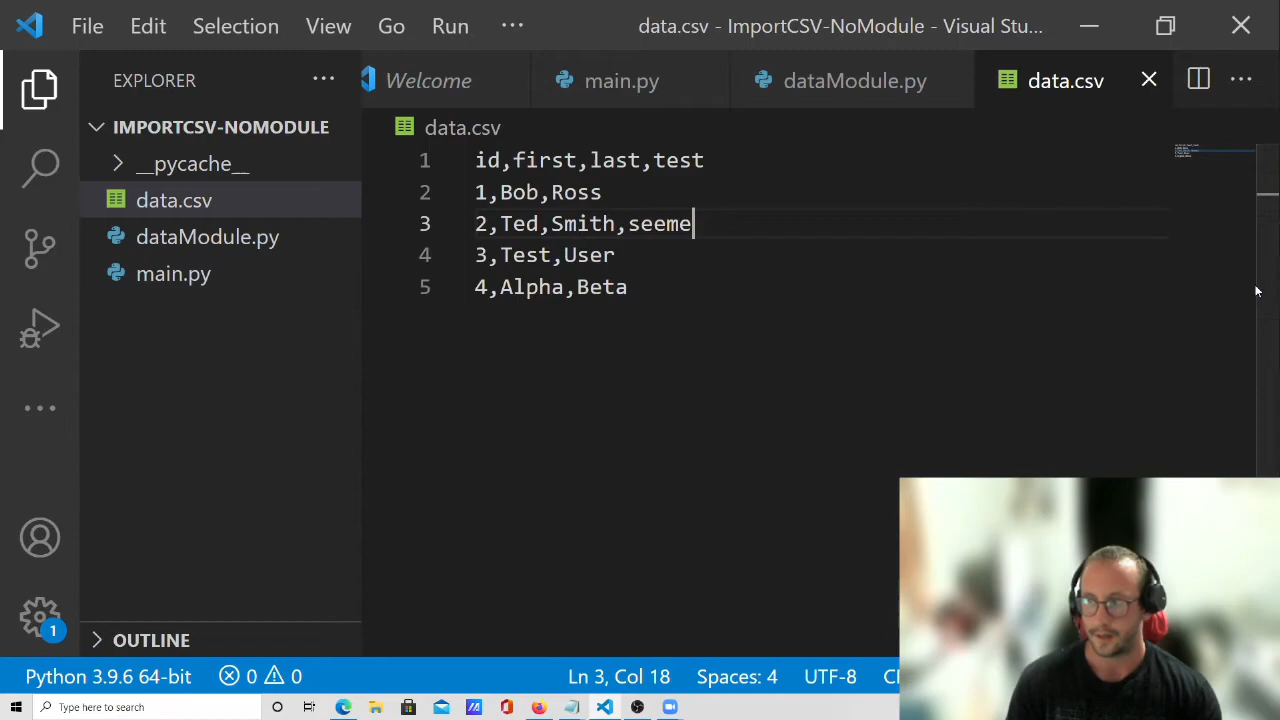 File Edit Selection View Go Run ··· data.csv - ImportCSV-NoModule - Visual Stu...
EXPLORER
Welcome main.py dataModule.py data.csv
IMPORTCSV-NOMODULE
__pycache__
data.csv
dataModule.py
main.py
data.csv
1 id,first,last,test
2 1,Bob,Ross
3 2,Ted,Smith,seeme
4 3,Test,User
5 4,Alpha,Beta
1
OUTLINE
Python 3.9.6 64-bit 0 0 Ln 3, Col 18 Spaces: 4 UTF-8
Type here to search